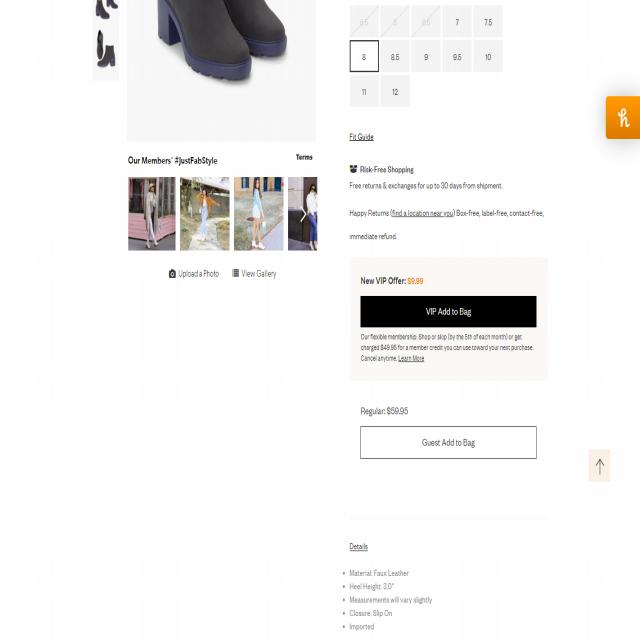 6.5
7
7.5
8
8.5
9
9.5
10
11
12
Fit Guide
Risk-Free Shopping
Free returns & exchanges for up to 30 days from shipment.
Happy Returns (find a location near you) Box-free, label-free, contact-free,
immediate refund.
New VIP Offer: $9.99
VIP Add to Bag
Our flexible membership: Shop or skip (by the 5th of each month) or get
charged $49.95 for a member credit you can use toward your next purchase.
Cancel anytime. Learn More
Regular: $59.95
Guest Add to Bag
Details
• Material: Faux Leather
• Heel Height: 3.0"
• Measurements will vary slightly
• Closure: Slip On
• Imported
Our Members' #JustFabStyle
Terms
Upload a Photo
View Gallery
h